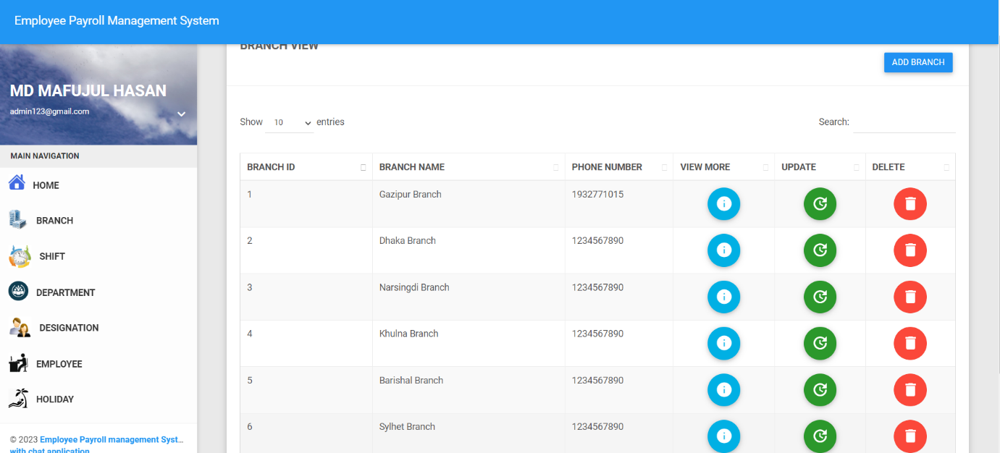 Employee Payroll Management System
BRANCH VIEW
ADD BRANCH
MD MAFUJUL HASAN
admin123@gmail.com
MAIN NAVIGATION
HOME
BRANCH
SHIFT
DEPARTMENT
DESIGNATION
EMPLOYEE
HOLIDAY
© 2023 Employee Payroll management Syst...
with chat application
Show 10 entries Search:
BRANCH ID BRANCH NAME PHONE NUMBER VIEW MORE UPDATE DELETE
1 Gazipur Branch 1932771015
2 Dhaka Branch 1234567890
3 Narsingdi Branch 1234567890
4 Khulna Branch 1234567890
5 Barishal Branch 1234567890
6 Sylhet Branch 1234567890